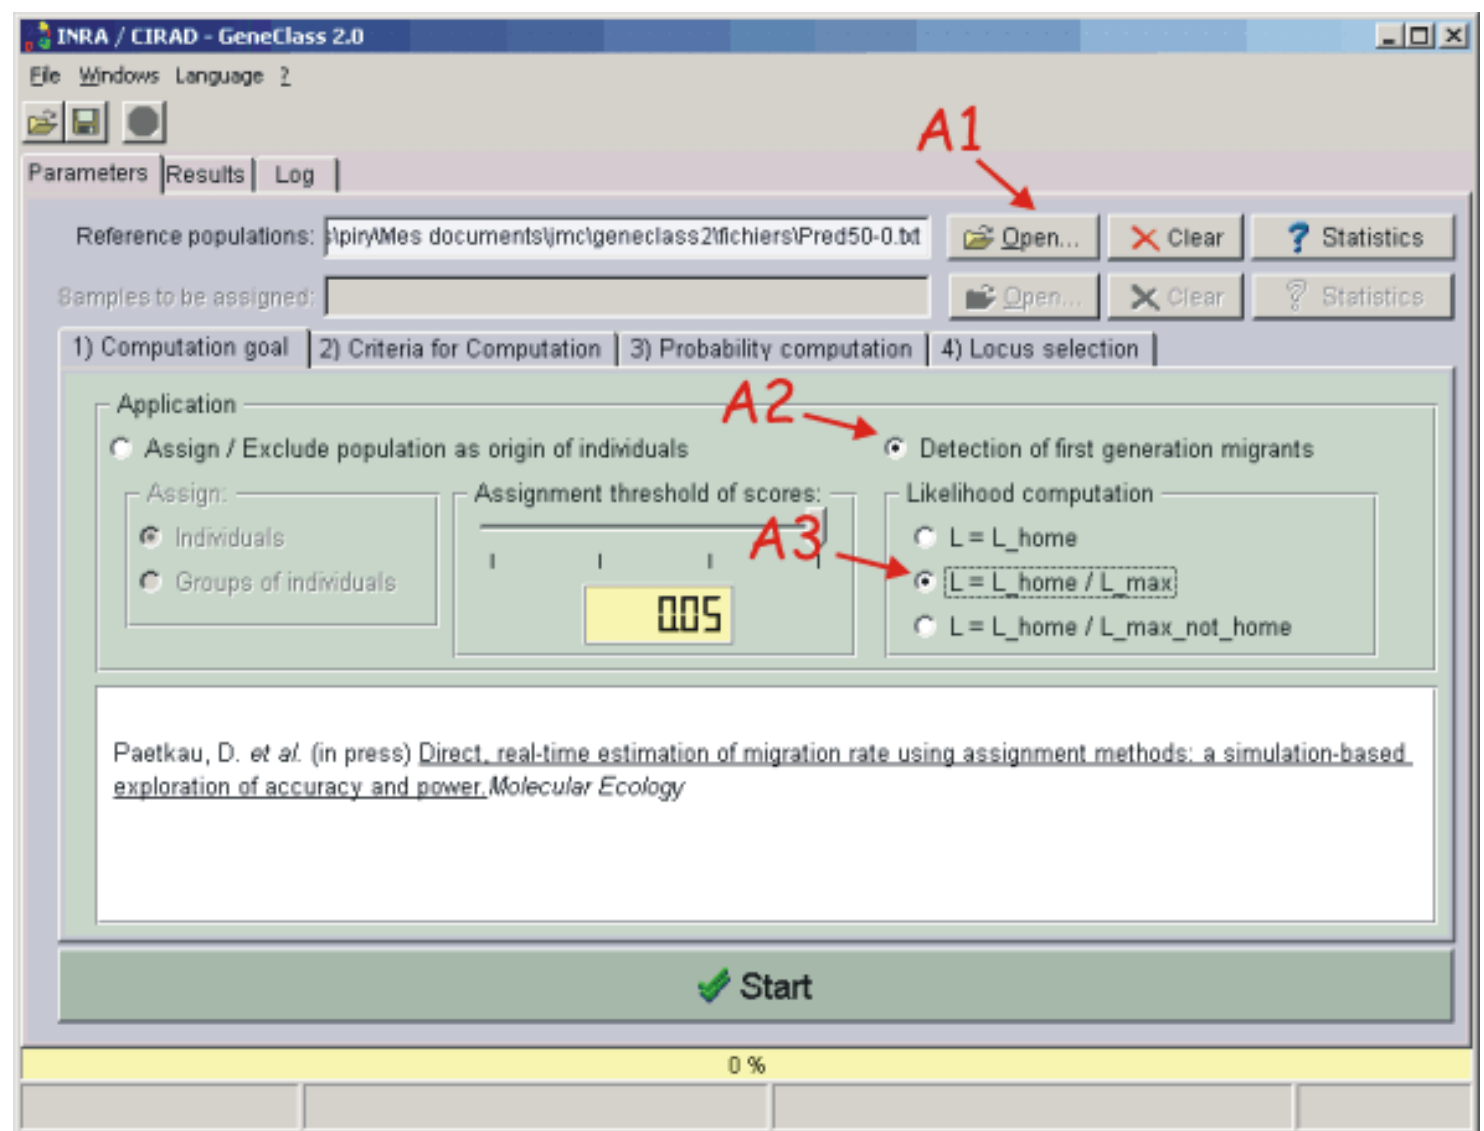 INRA / CIRAD - GeneClass 2.0
File Windows Language ?
A1
Parameters Results Log
Reference populations: s\piry\Mes documents\jmc\geneclass2\fichiers\Pred50-0.txt Open... Clear Statistics
Samples to be assigned: Open... Clear Statistics
1) Computation goal 2) Criteria for Computation 3) Probability computation 4) Locus selection
A2
Application
Assign / Exclude population as origin of individuals Detection of first generation migrants
Assign: Assignment threshold of scores: Likelihood computation
A3
Individuals L = L_home
Groups of individuals L = L_home / L_max
0.05 L = L_home / L_max_not_home
Paetkau, D. et al. (in press) Direct, real-time estimation of migration rate using assignment methods: a simulation-based
exploration of accuracy and power. Molecular Ecology
Start
0 %